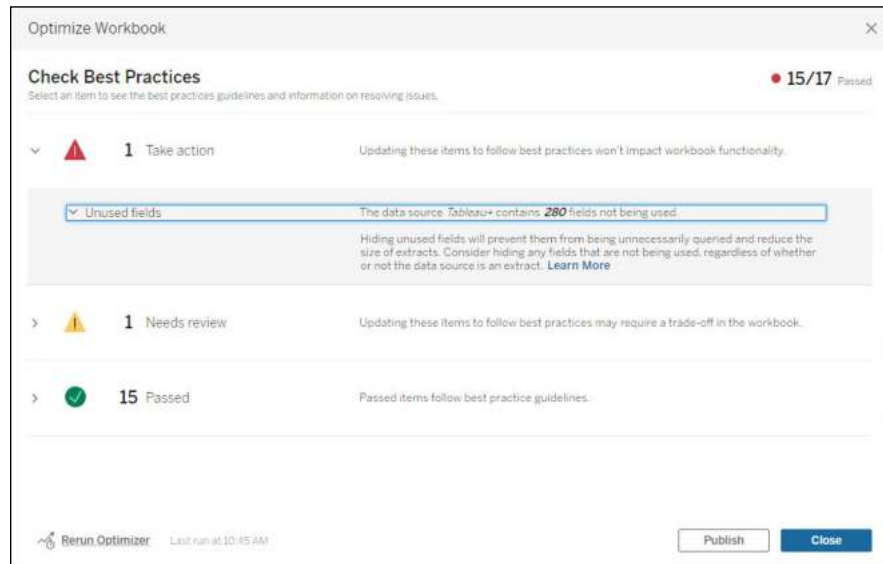 Optimize Workbook
Check Best Practices
15/17 Passed
Select an item to see the best practices guidelines and information on resolving issues.
1 Take action
Updating these items to follow best practices won't impact workbook functionality.
Unused fields
The data source Tableau+ contains 280 fields not being used.
Hiding unused fields will prevent them from being unnecessarily queried and reduce the
size of extracts. Consider hiding any fields that are not being used, regardless of whether
or not the data source is an extract. Learn More
1 Needs review
Updating these items to follow best practices may require a trade-off in the workbook.
15 Passed
Passed items follow best practice guidelines.
Rerun Optimizer
Last run at 10:45 AM
Publish
Close